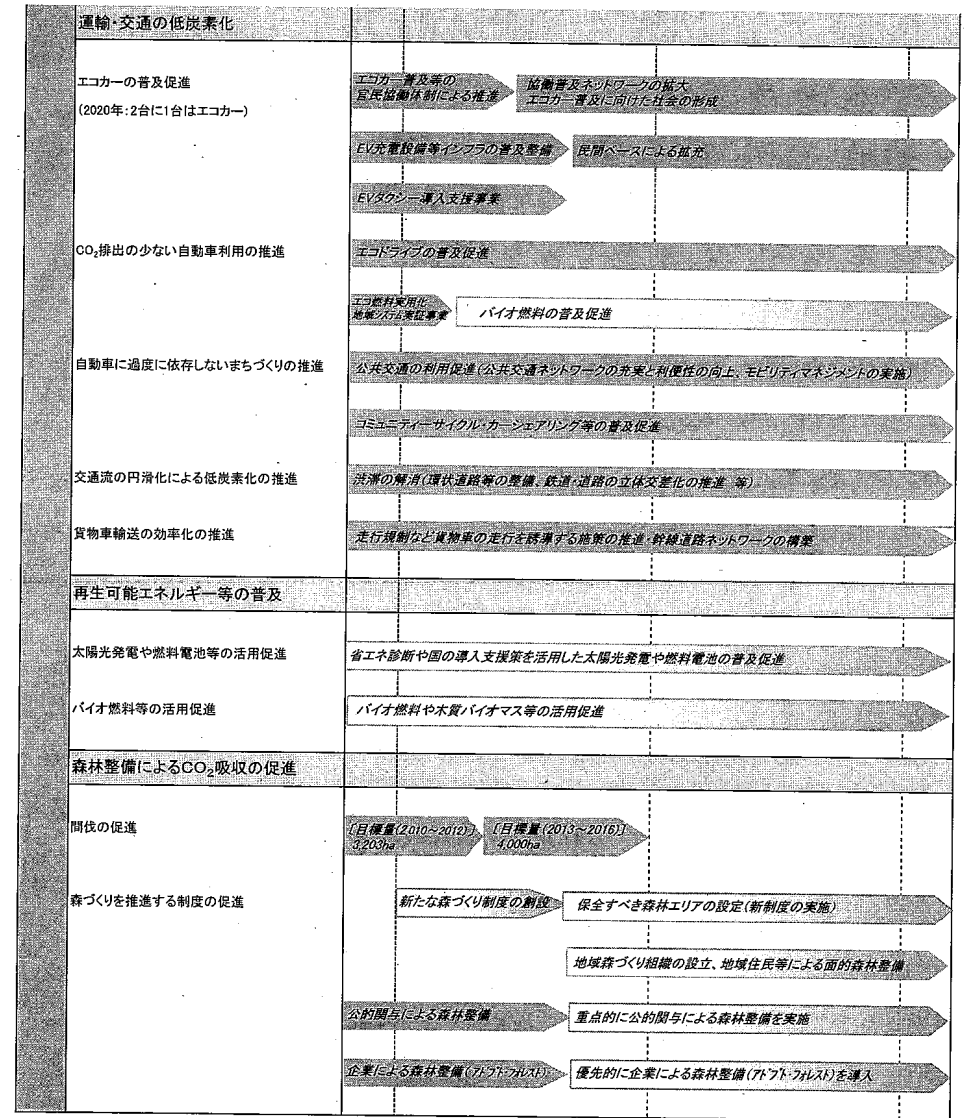 運輸・交通の低炭素化
エコカーの普及促進
(2020年:2台に1台はエコカー)
エコカー普及等の
官民協働体制による推進
協働普及ネットワークの拡大
エコカー普及に向けた社会の形成
EV充電設備等インフラの普及整備
民間ベースによる拡充
EVタクシー導入支援事業
CO₂排出の少ない自動車利用の推進
エコドライブの普及促進
エコ燃料実用化
地域システム実証事業
バイオ燃料の普及促進
自動車に過度に依存しないまちづくりの推進
公共交通の利用促進(公共交通ネットワークの充実と利便性の向上、モビリティマネジメントの実施)
コミュニティーサイクル・カーシェアリング等の普及促進
交通流の円滑化による低炭素化の推進
渋滞の解消(環状道路等の整備、鉄道・道路の立体交差化の推進 等)
貨物車輸送の効率化の推進
走行規制など貨物車の走行を誘導する施策の推進・幹線道路ネットワークの構築
再生可能エネルギー等の普及
太陽光発電や燃料電池等の活用促進
省エネ診断や国の導入支援策を活用した太陽光発電や燃料電池の普及促進
バイオ燃料等の活用促進
バイオ燃料や木質バイオマス等の活用促進
森林整備によるCO₂吸収の促進
間伐の促進
[目標量(2010～2012)]
3,203ha
[目標量(2013～2016)]
4,000ha
森づくりを推進する制度の促進
新たな森づくり制度の創設
保全すべき森林エリアの設定(新制度の実施)
地域森づくり組織の設立、地域住民等による面的森林整備
公的関与による森林整備
重点的に公的関与による森林整備を実施
企業による森林整備(アドプト・フォレスト)
優先的に企業による森林整備(アドプト・フォレスト)を導入